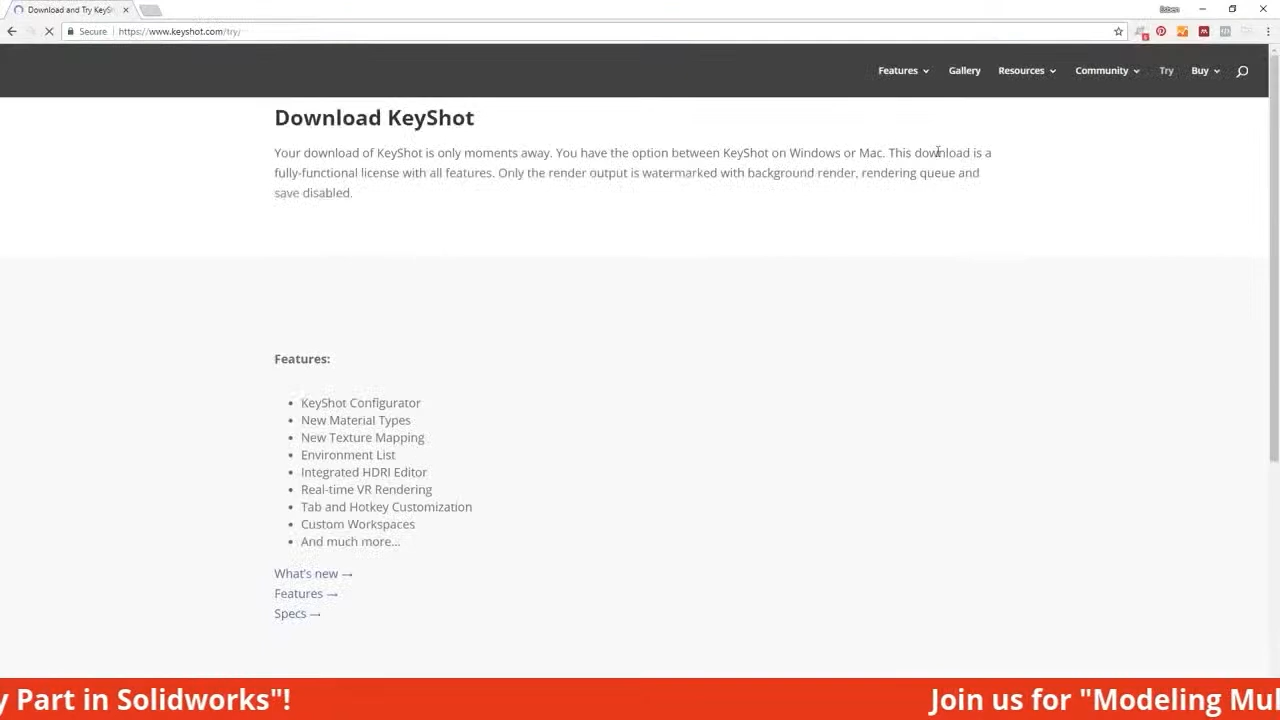 Download and Try KeyS
Secure
https://www.keyshot.com/try/
Features
Gallery
Resources
Community
Try
Buy
Download KeyShot
Your download of KeyShot is only moments away. You have the option between KeyShot on Windows or Mac. This download is a
fully-functional license with all features. Only the render output is watermarked with background render, rendering queue and
save disabled.
Features:
KeyShot Configurator
New Material Types
New Texture Mapping
Environment List
Integrated HDRI Editor
Real-time VR Rendering
Tab and Hotkey Customization
Custom Workspaces
And much more...
What's new →
Features →
Specs →
y Part in Solidworks"!
Join us for "Modeling Mul